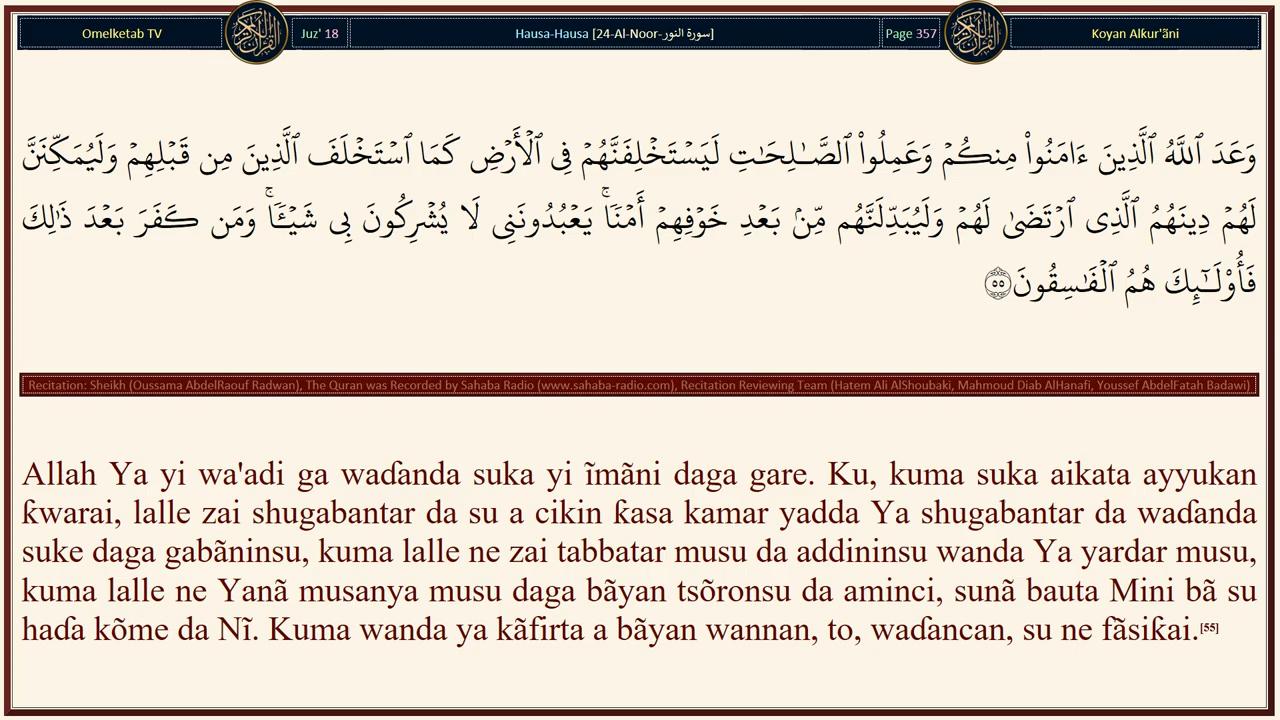 Omelketab TV
Juz' 18
Hausa-Hausa [24-Al-Noor-سورة النور]
Page 357
Koyan Alƙur'ãni
وَعَدَ ٱللَّهُ ٱلَّذِينَ ءَامَنُوا۟ مِنكُمْ وَعَمِلُوا۟ ٱلصَّـٰلِحَـٰتِ لَيَسْتَخْلِفَنَّهُمْ فِى ٱلْأَرْضِ كَمَا ٱسْتَخْلَفَ ٱلَّذِينَ مِن قَبْلِهِمْ وَلَيُمَكِّنَنَّ
لَهُمْ دِينَهُمُ ٱلَّذِى ٱرْتَضَىٰ لَهُمْ وَلَيُبَدِّلَنَّهُم مِّنۢ بَعْدِ خَوْفِهِمْ أَمْنًۭا ۚ يَعْبُدُونَنِى لَا يُشْرِكُونَ بِى شَيْـًۭٔا ۚ وَمَن كَفَرَ بَعْدَ ذَٰلِكَ
فَأُو۟لَـٰٓئِكَ هُمُ ٱلْفَـٰسِقُونَ ٥٥
Recitation: Sheikh (Oussama AbdelRaouf Radwan), The Quran was Recorded by Sahaba Radio (www.sahaba-radio.com), Recitation Reviewing Team (Hatem Ali AlShoubaki, Mahmoud Diab AlHanafi, Youssef AbdelFatah Badawi)
Allah Ya yi wa'adi ga waɗanda suka yi ĩmãni daga gare. Ku, kuma suka aikata ayyukan
ƙwarai, lalle zai shugabantar da su a cikin ƙasa kamar yadda Ya shugabantar da waɗanda
suke daga gabãninsu, kuma lalle ne zai tabbatar musu da addininsu wanda Ya yardar musu,
kuma lalle ne Yanã musanya musu daga bãyan tsõronsu da aminci, sunã bauta Mini bã su
haɗa kõme da Nĩ. Kuma wanda ya kãfirta a bãyan wannan, to, waɗancan, su ne fãsiƙai.[55]